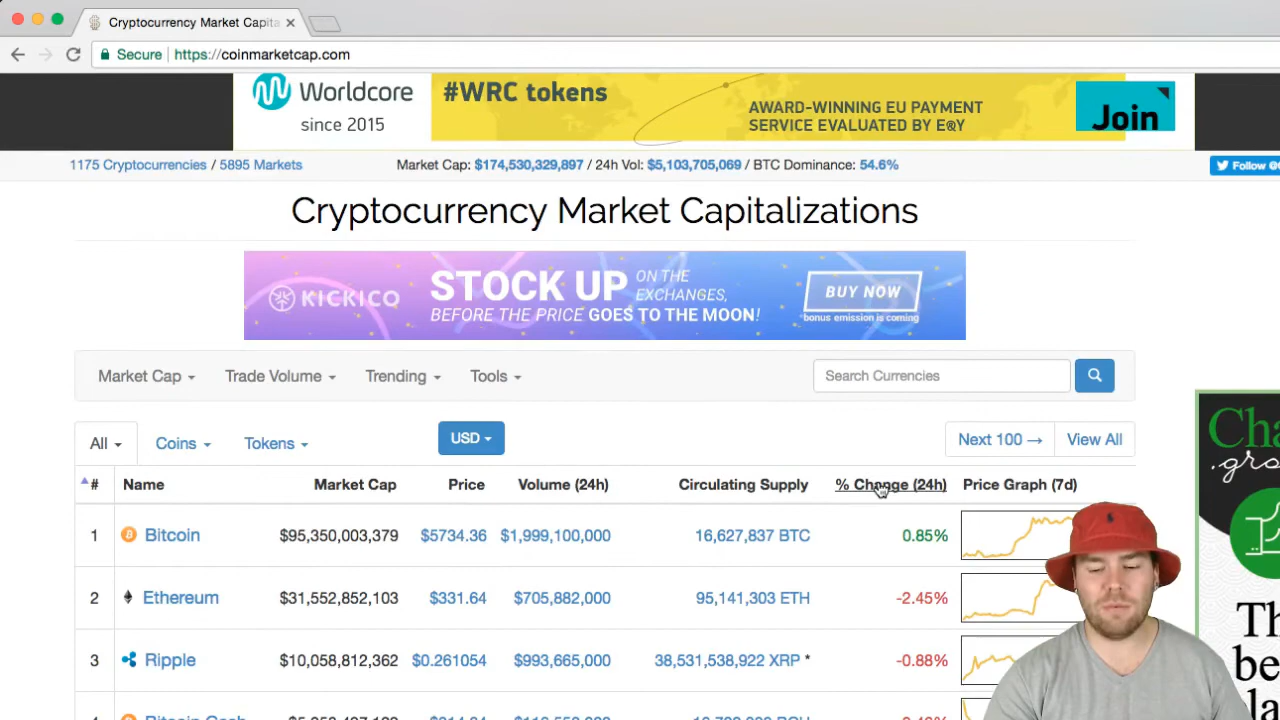 Cryptocurrency Market Capita
Secure https://coinmarketcap.com
Worldcore
since 2015
#WRC tokens
AWARD-WINNING EU PAYMENT
SERVICE EVALUATED BY E@Y
Join
1175 Cryptocurrencies / 5895 Markets
Market Cap: $174,530,329,897 / 24h Vol: $5,103,705,069 / BTC Dominance: 54.6%
Follow @
Cryptocurrency Market Capitalizations
KICKICO
STOCK UP ON THE EXCHANGES,
BEFORE THE PRICE GOES TO THE MOON!
BUY NOW
bonus emission is coming
Market Cap Trade Volume Trending Tools
Search Currencies
All Coins Tokens USD Next 100 → View All
# Name Market Cap Price Volume (24h) Circulating Supply % Change (24h) Price Graph (7d)
1 Bitcoin $95,350,003,379 $5734.36 $1,999,100,000 16,627,837 BTC 0.85%
2 Ethereum $31,552,852,103 $331.64 $705,882,000 95,141,303 ETH -2.45%
3 Ripple $10,058,812,362 $0.261054 $993,665,000 38,531,538,922 XRP * -0.88%
Cha
.gro
Th
be
la